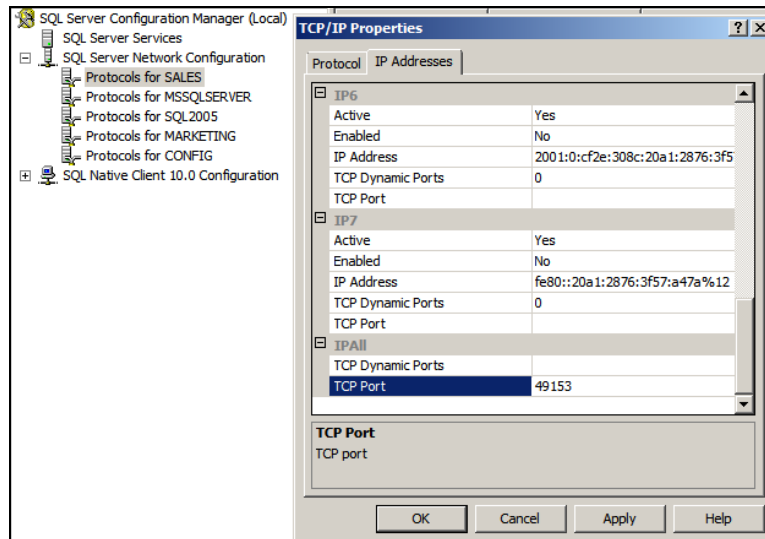 SQL Server Configuration Manager (Local)
SQL Server Services
SQL Server Network Configuration
Protocols for SALES
Protocols for MSSQLSERVER
Protocols for SQL2005
Protocols for MARKETING
Protocols for CONFIG
SQL Native Client 10.0 Configuration
TCP/IP Properties
Protocol IP Addresses
IP6
Active Yes
Enabled No
IP Address 2001:0:cf2e:308c:20a1:2876:3f5
TCP Dynamic Ports 0
TCP Port
IP7
Active Yes
Enabled No
IP Address fe80::20a1:2876:3f57:a47a%12
TCP Dynamic Ports 0
TCP Port
IPAll
TCP Dynamic Ports
TCP Port 49153
TCP Port
TCP port
OK Cancel Apply Help